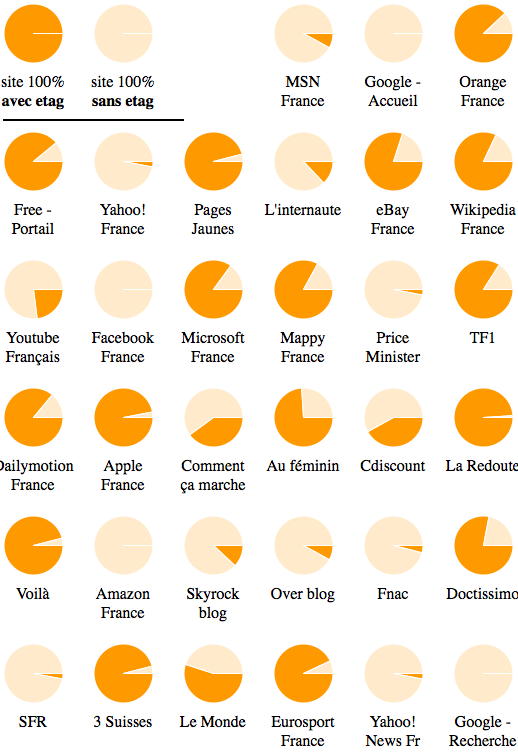 site 100%
avec etag
site 100%
sans etag
MSN
France
Google -
Accueil
Orange
France
Free -
Portail
Yahoo!
France
Pages
Jaunes
L'internaute
eBay
France
Wikipedia
France
Youtube
Français
Facebook
France
Microsoft
France
Mappy
France
Price
Minister
TF1
Dailymotion
France
Apple
France
Comment
ça marche
Au féminin
Cdiscount
La Redoute
Voilà
Amazon
France
Skyrock
blog
Over blog
Fnac
Doctissimo
SFR
3 Suisses
Le Monde
Eurosport
France
Yahoo!
News Fr
Google -
Recherche